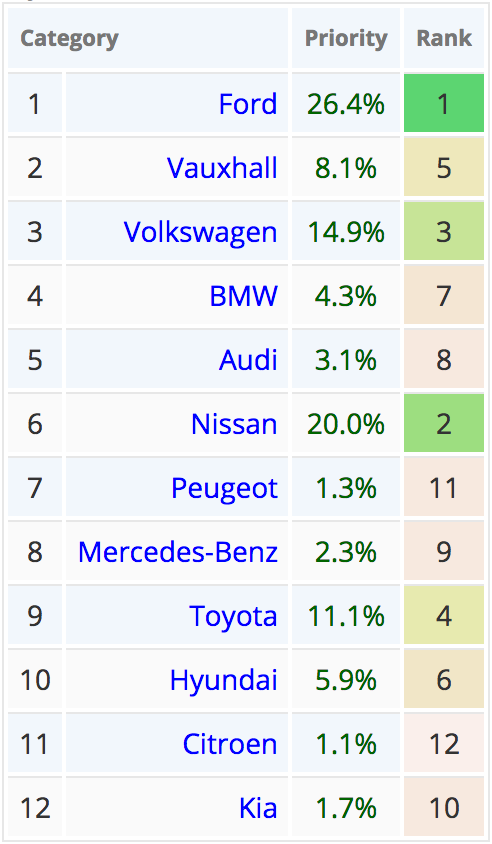 Category Priority Rank
1 Ford 26.4% 1
2 Vauxhall 8.1% 5
3 Volkswagen 14.9% 3
4 BMW 4.3% 7
5 Audi 3.1% 8
6 Nissan 20.0% 2
7 Peugeot 1.3% 11
8 Mercedes-Benz 2.3% 9
9 Toyota 11.1% 4
10 Hyundai 5.9% 6
11 Citroen 1.1% 12
12 Kia 1.7% 10